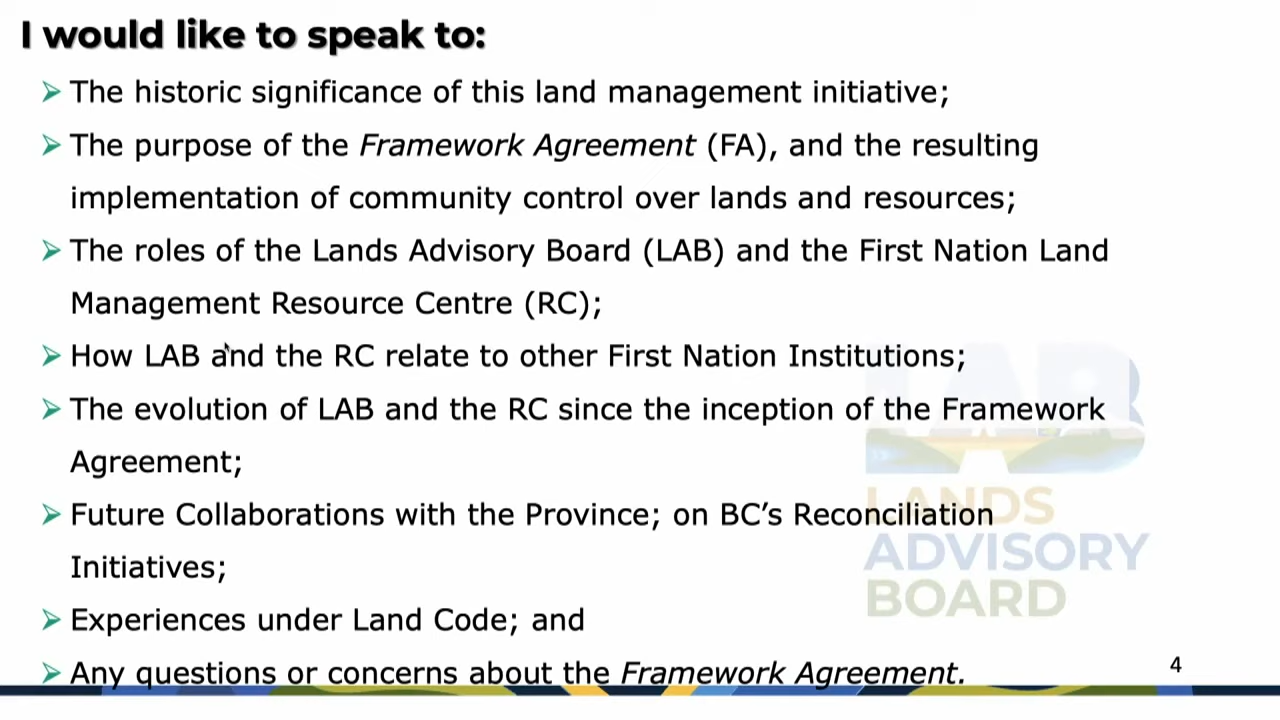 I would like to speak to:
➢ The historic significance of this land management initiative;
➢ The purpose of the Framework Agreement (FA), and the resulting
implementation of community control over lands and resources;
➢ The roles of the Lands Advisory Board (LAB) and the First Nation Land
Management Resource Centre (RC);
➢ How LAB and the RC relate to other First Nation Institutions;
➢ The evolution of LAB and the RC since the inception of the Framework
Agreement;
➢ Future Collaborations with the Province; on BC’s Reconciliation
Initiatives;
➢ Experiences under Land Code; and
➢ Any questions or concerns about the Framework Agreement.
LAB
LANDS
ADVISORY
BOARD
4